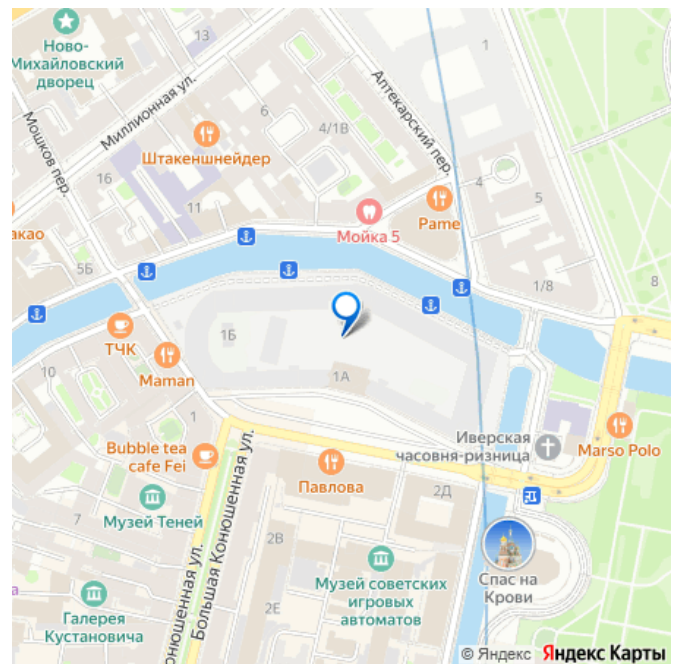 Ново-
Михайловский
дворец
13
1
Миллионная ул.
Аптекарский пер.
6
4/1В
Мошков пер.
Штакеншнейдер
16
11
4
5
Pame
Мойка 5
акао
5Б
1/8
8
ТЧК
1Б
Maman
10
1А
1
Bubble tea
cafe Fei
Большая Конюшенная ул.
Иверская
часовня-ризница
Marso Polo
Павлова
2Д
Музей Теней
2В
Спас на
Крови
Музей советских
игровых
автоматов
2Е
онюшенная ул.
а
Галерея
Кустановича
© Яндекс Яндекс Карты